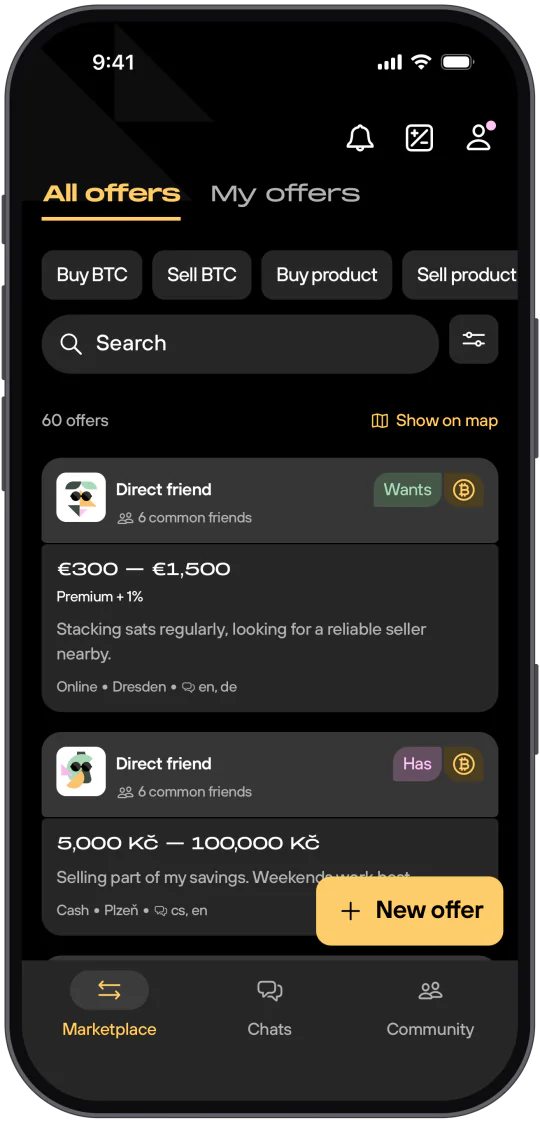 9:41
All offers My offers
Buy BTC Sell BTC Buy product Sell product
Search
60 offers Show on map
Direct friend Wants
6 common friends
€300 — €1,500
Premium + 1%
Stacking sats regularly, looking for a reliable seller
nearby.
Online • Dresden • en, de
Direct friend Has
6 common friends
5,000 Kč — 100,000 Kč
Selling part of my savings. Weekends work best.
Cash • Plzeň • cs, en
+ New offer
Marketplace Chats Community